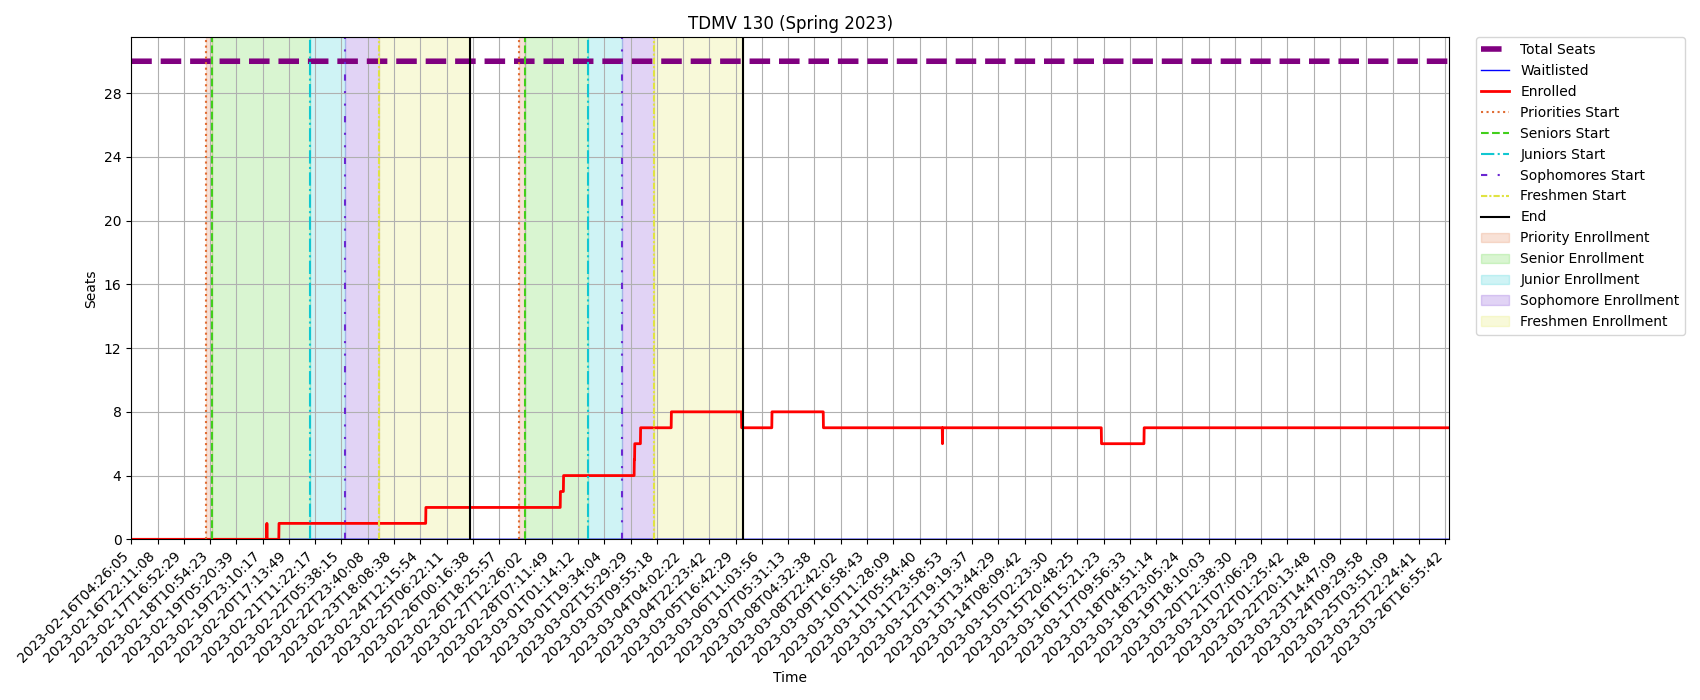 TDMV 130 (Spring 2023)
Seats
28
24
20
16
12
8
4
0
2023-02-16T04:26:05
2023-02-16T22:11:08
2023-02-17T16:52:29
2023-02-18T10:54:23
2023-02-19T05:20:39
2023-02-19T23:10:17
2023-02-20T17:13:49
2023-02-21T11:22:17
2023-02-22T05:38:15
2023-02-22T23:40:08
2023-02-23T18:08:38
2023-02-24T12:15:54
2023-02-25T06:22:11
2023-02-26T00:16:38
2023-02-26T18:25:57
2023-02-27T12:26:02
2023-02-28T07:11:49
2023-03-01T01:14:12
2023-03-01T19:34:04
2023-03-02T15:29:29
2023-03-03T09:55:18
2023-03-04T04:02:22
2023-03-04T22:23:42
2023-03-05T16:42:29
2023-03-06T11:03:56
2023-03-07T05:31:13
2023-03-08T04:32:38
2023-03-08T22:42:02
2023-03-09T16:58:43
2023-03-10T11:28:09
2023-03-11T05:54:40
2023-03-11T23:58:53
2023-03-12T19:19:37
2023-03-13T13:44:29
2023-03-14T08:09:42
2023-03-15T02:23:30
2023-03-15T20:48:25
2023-03-16T15:21:23
2023-03-17T09:56:33
2023-03-18T04:51:14
2023-03-18T23:05:24
2023-03-19T18:10:03
2023-03-20T12:38:30
2023-03-21T07:06:29
2023-03-22T01:25:42
2023-03-22T20:13:48
2023-03-23T14:47:09
2023-03-24T09:29:58
2023-03-25T03:51:09
2023-03-25T22:24:41
2023-03-26T16:55:42
Time
Total Seats
Waitlisted
Enrolled
Priorities Start
Seniors Start
Juniors Start
Sophomores Start
Freshmen Start
End
Priority Enrollment
Senior Enrollment
Junior Enrollment
Sophomore Enrollment
Freshmen Enrollment